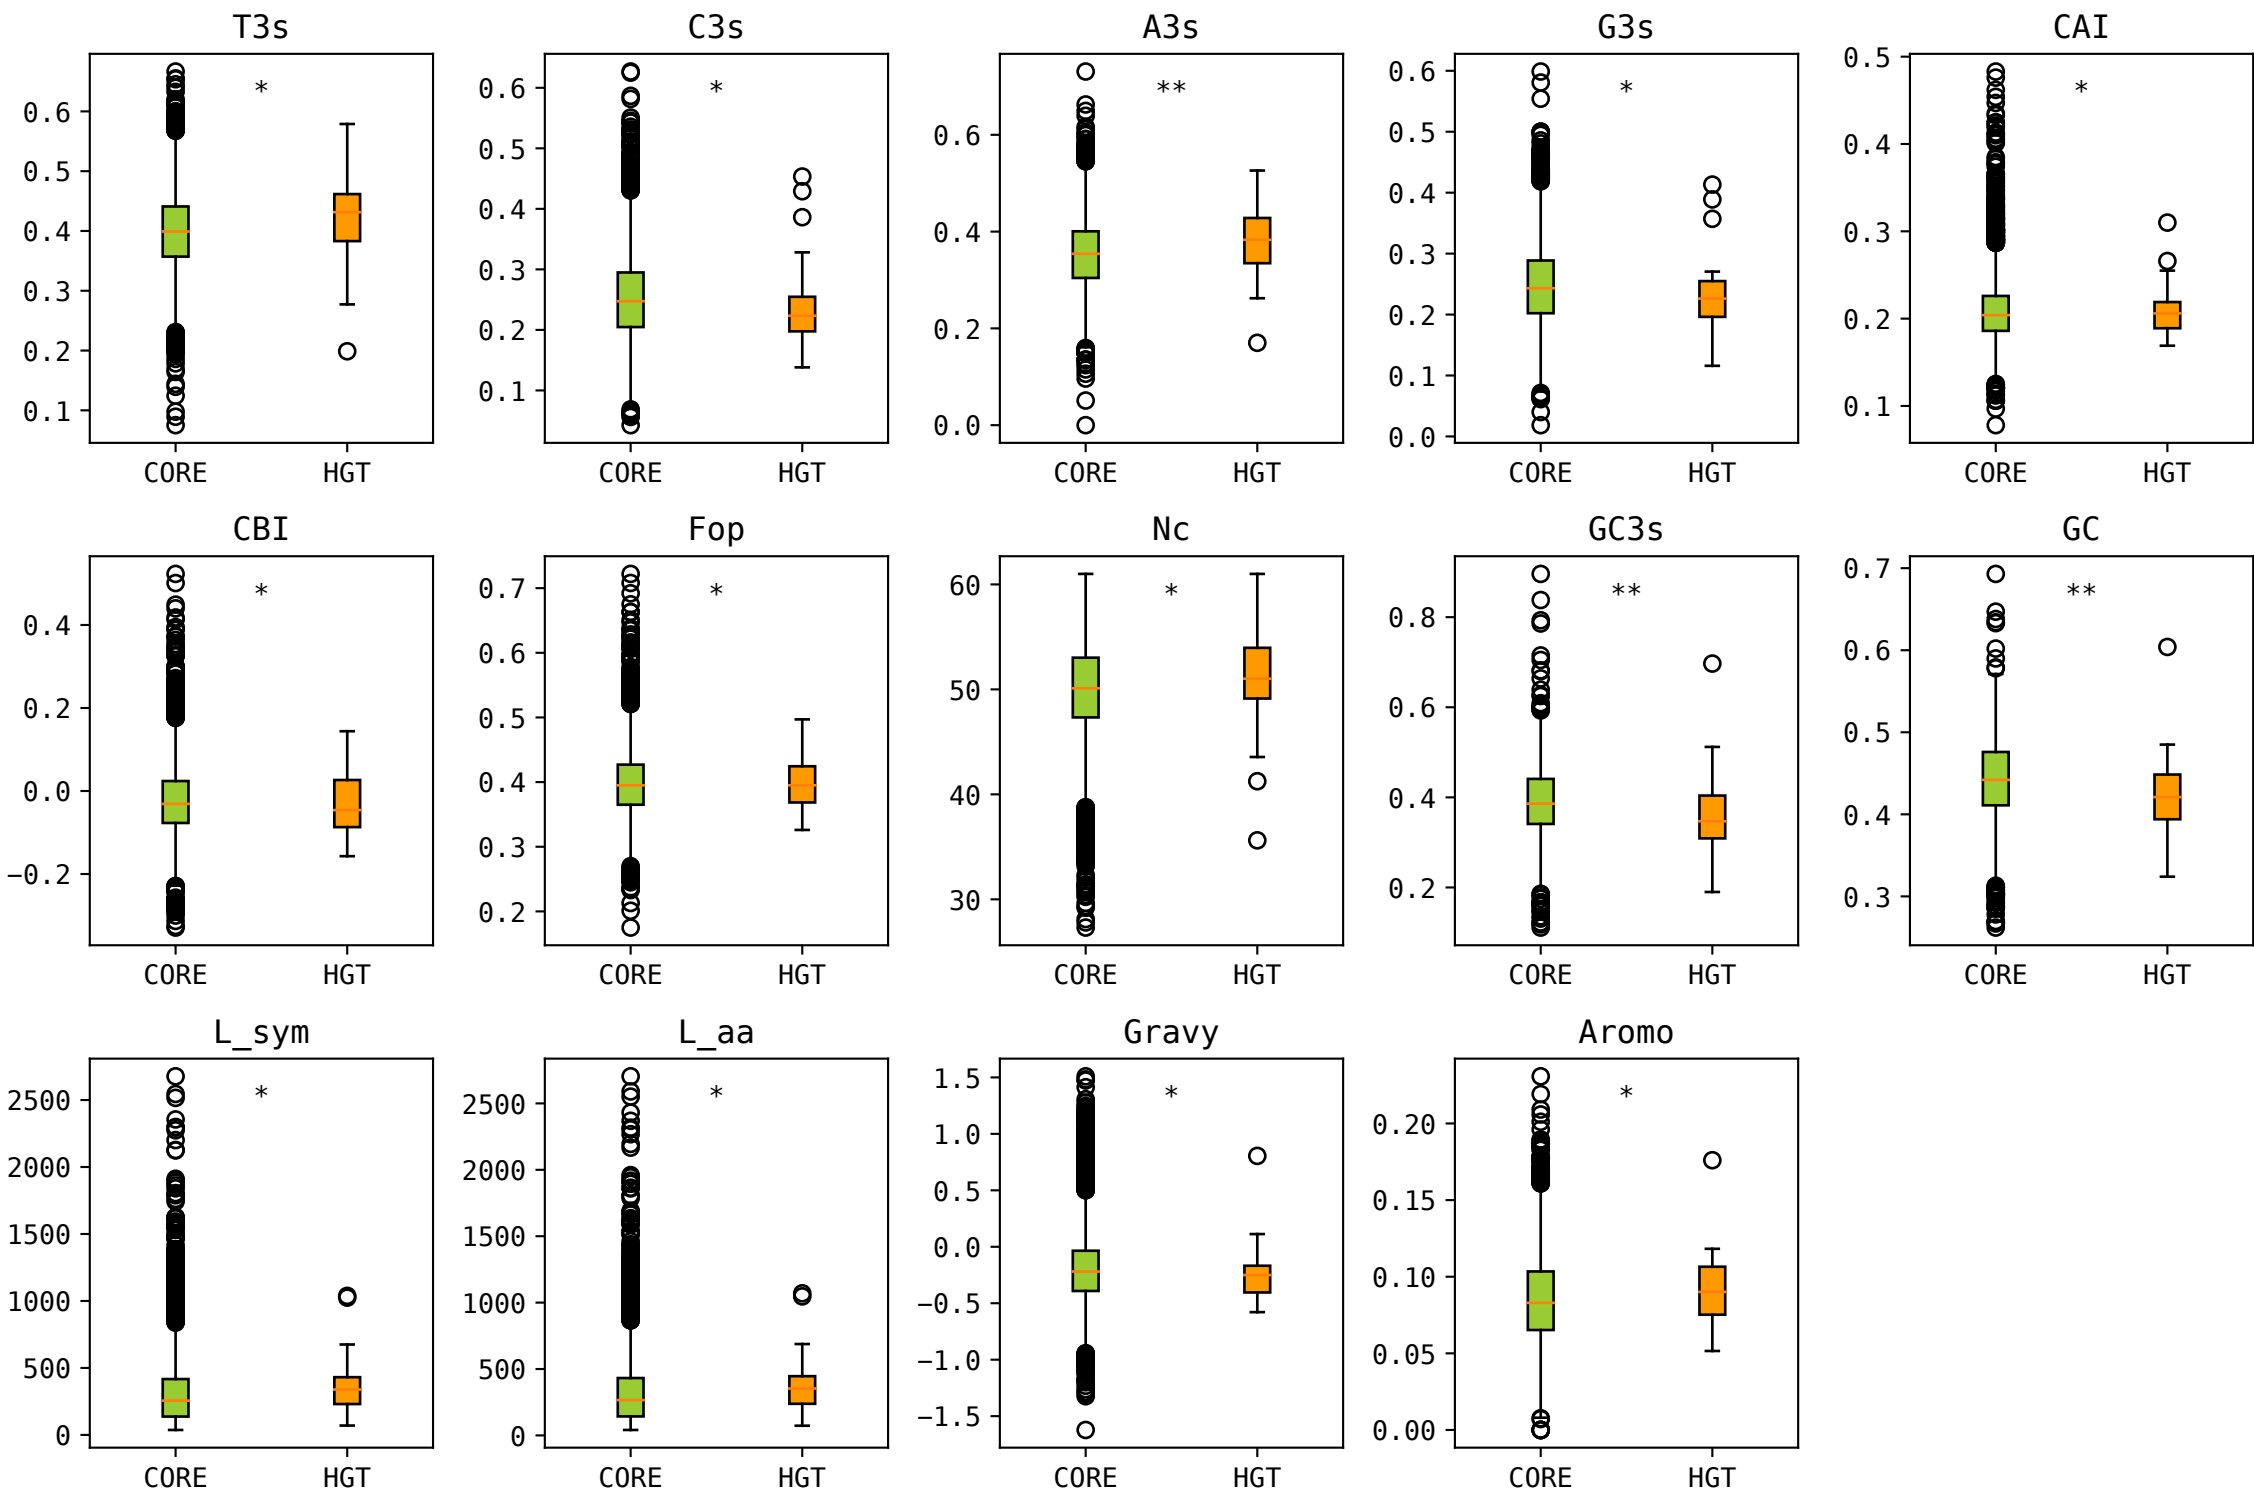 T3s C3s A3s G3s CAI
* * ** * *
0.6 0.5 0.4 0.3 0.2 0.1
0.6 0.5 0.4 0.3 0.2 0.1
0.6 0.4 0.2 0.0
0.6 0.5 0.4 0.3 0.2 0.1 0.0
0.5 0.4 0.3 0.2 0.1
CORE HGT CORE HGT CORE HGT CORE HGT CORE HGT
CBI Fop Nc GC3s GC
* * * ** **
0.4 0.2 0.0 −0.2
0.7 0.6 0.5 0.4 0.3 0.2
60 50 40 30
0.8 0.6 0.4 0.2
0.7 0.6 0.5 0.4 0.3
CORE HGT CORE HGT CORE HGT CORE HGT CORE HGT
L_sym L_aa Gravy Aromo
* * * *
2500 2000 1500 1000 500 0
2500 2000 1500 1000 500 0
1.5 1.0 0.5 0.0 −0.5 −1.0 −1.5
0.20 0.15 0.10 0.05 0.00
CORE HGT CORE HGT CORE HGT CORE HGT